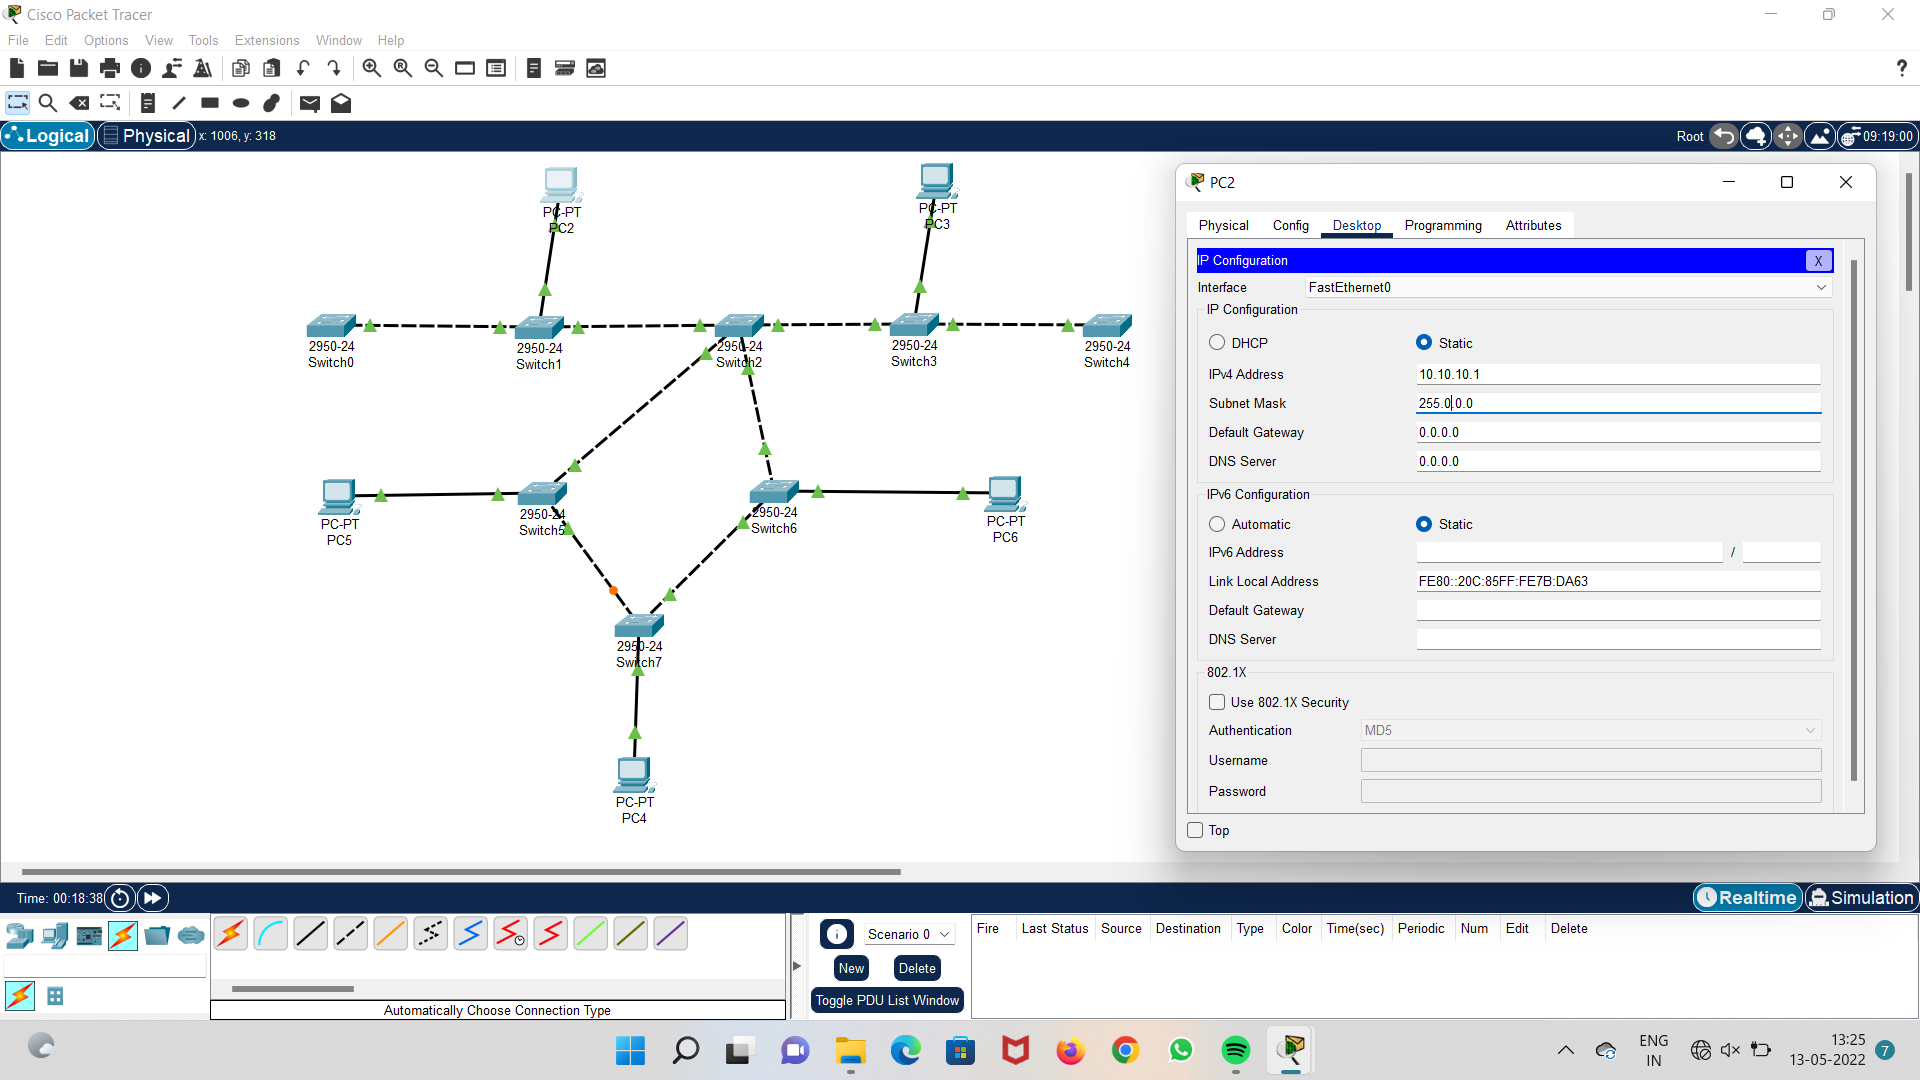 Cisco Packet Tracer
File Edit Options View Tools Extensions Window Help
?
Logical Physical x: 1006, y: 318
Root 09:19:00
PC-PT
PC2
PC-PT
PC3
2950-24
Switch0
2950-24
Switch1
2950-24
Switch2
2950-24
Switch3
2950-24
Switch4
PC-PT
PC5
2950-24
Switch5
2950-24
Switch6
PC-PT
PC6
2950-24
Switch7
PC-PT
PC4
PC2
Physical Config Desktop Programming Attributes
IP Configuration X
Interface FastEthernet0
IP Configuration
DHCP Static
IPv4 Address 10.10.10.1
Subnet Mask 255.0.0.0
Default Gateway 0.0.0.0
DNS Server 0.0.0.0
IPv6 Configuration
Automatic Static
IPv6 Address /
Link Local Address FE80::20C:85FF:FE7B:DA63
Default Gateway
DNS Server
802.1X
Use 802.1X Security
Authentication MD5
Username
Password
Top
Time: 00:18:38
Realtime Simulation
Automatically Choose Connection Type
Scenario 0
New Delete
Toggle PDU List Window
Fire Last Status Source Destination Type Color Time(sec) Periodic Num Edit Delete
ENG
IN
13:25
13-05-2022
7